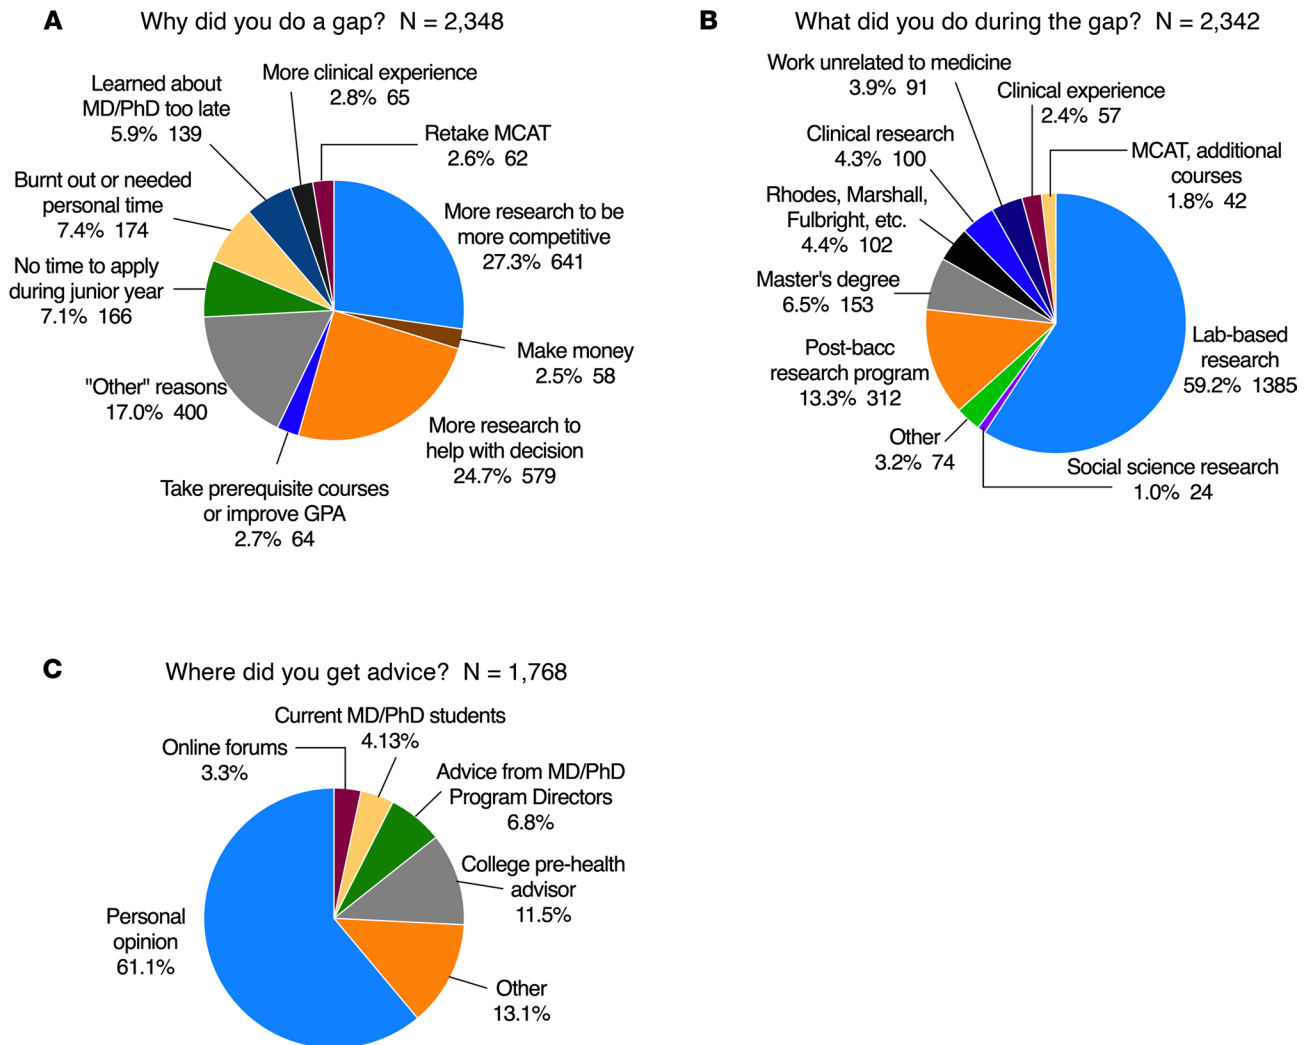 A
Why did you do a gap?  N = 2,348
More clinical experience
2.8%  65
Learned about
MD/PhD too late
5.9%  139
Retake MCAT
2.6%  62
Burnt out or needed
personal time
7.4%  174
More research to be
more competitive
27.3%  641
No time to apply
during junior year
7.1%  166
Make money
2.5%  58
"Other" reasons
17.0%  400
More research to
help with decision
24.7%  579
Take prerequisite courses
or improve GPA
2.7%  64
B
What did you do during the gap?  N = 2,342
Work unrelated to medicine
3.9%  91
Clinical experience
2.4%  57
Clinical research
4.3%  100
MCAT, additional
courses
1.8%  42
Rhodes, Marshall,
Fulbright, etc.
4.4%  102
Master's degree
6.5%  153
Lab-based
research
59.2%  1385
Post-bacc
research program
13.3%  312
Other
3.2%  74
Social science research
1.0%  24
C
Where did you get advice?  N = 1,768
Current MD/PhD students
4.13%
Online forums
3.3%
Advice from MD/PhD
Program Directors
6.8%
College pre-health
advisor
11.5%
Personal
opinion
61.1%
Other
13.1%